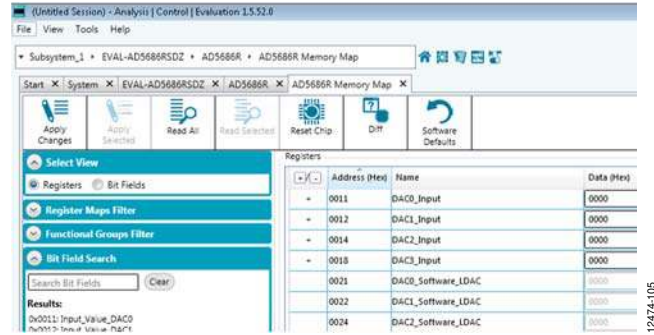 (Untitled Session) - Analysis | Control | Evaluation 1.5.52.0
File View Tools Help
Subsystem_1 EVAL-AD5686RSDZ AD5686R AD5686R Memory Map
Start System EVAL-AD5686RSDZ AD5686R AD5686R Memory Map
Apply Changes
Apply Selected
Read All
Read Selected
Reset Chip
Diff
Software Defaults
Select View
Registers Bit Fields
Register Maps Filter
Functional Groups Filter
Bit Field Search
Search Bit Fields Clear
Results:
0x0011: Input_Value_DAC0
0x0012: Input_Value_DAC1
Registers
+/- Address (Hex) Name Data (Hex)
+ 0011 DAC0_Input 0000
+ 0012 DAC1_Input 0000
+ 0014 DAC2_Input 0000
+ 0018 DAC3_Input 0000
0021 DAC0_Software_LDAC 0000
0022 DAC1_Software_LDAC 0000
0024 DAC2_Software_LDAC 0000
12474-105